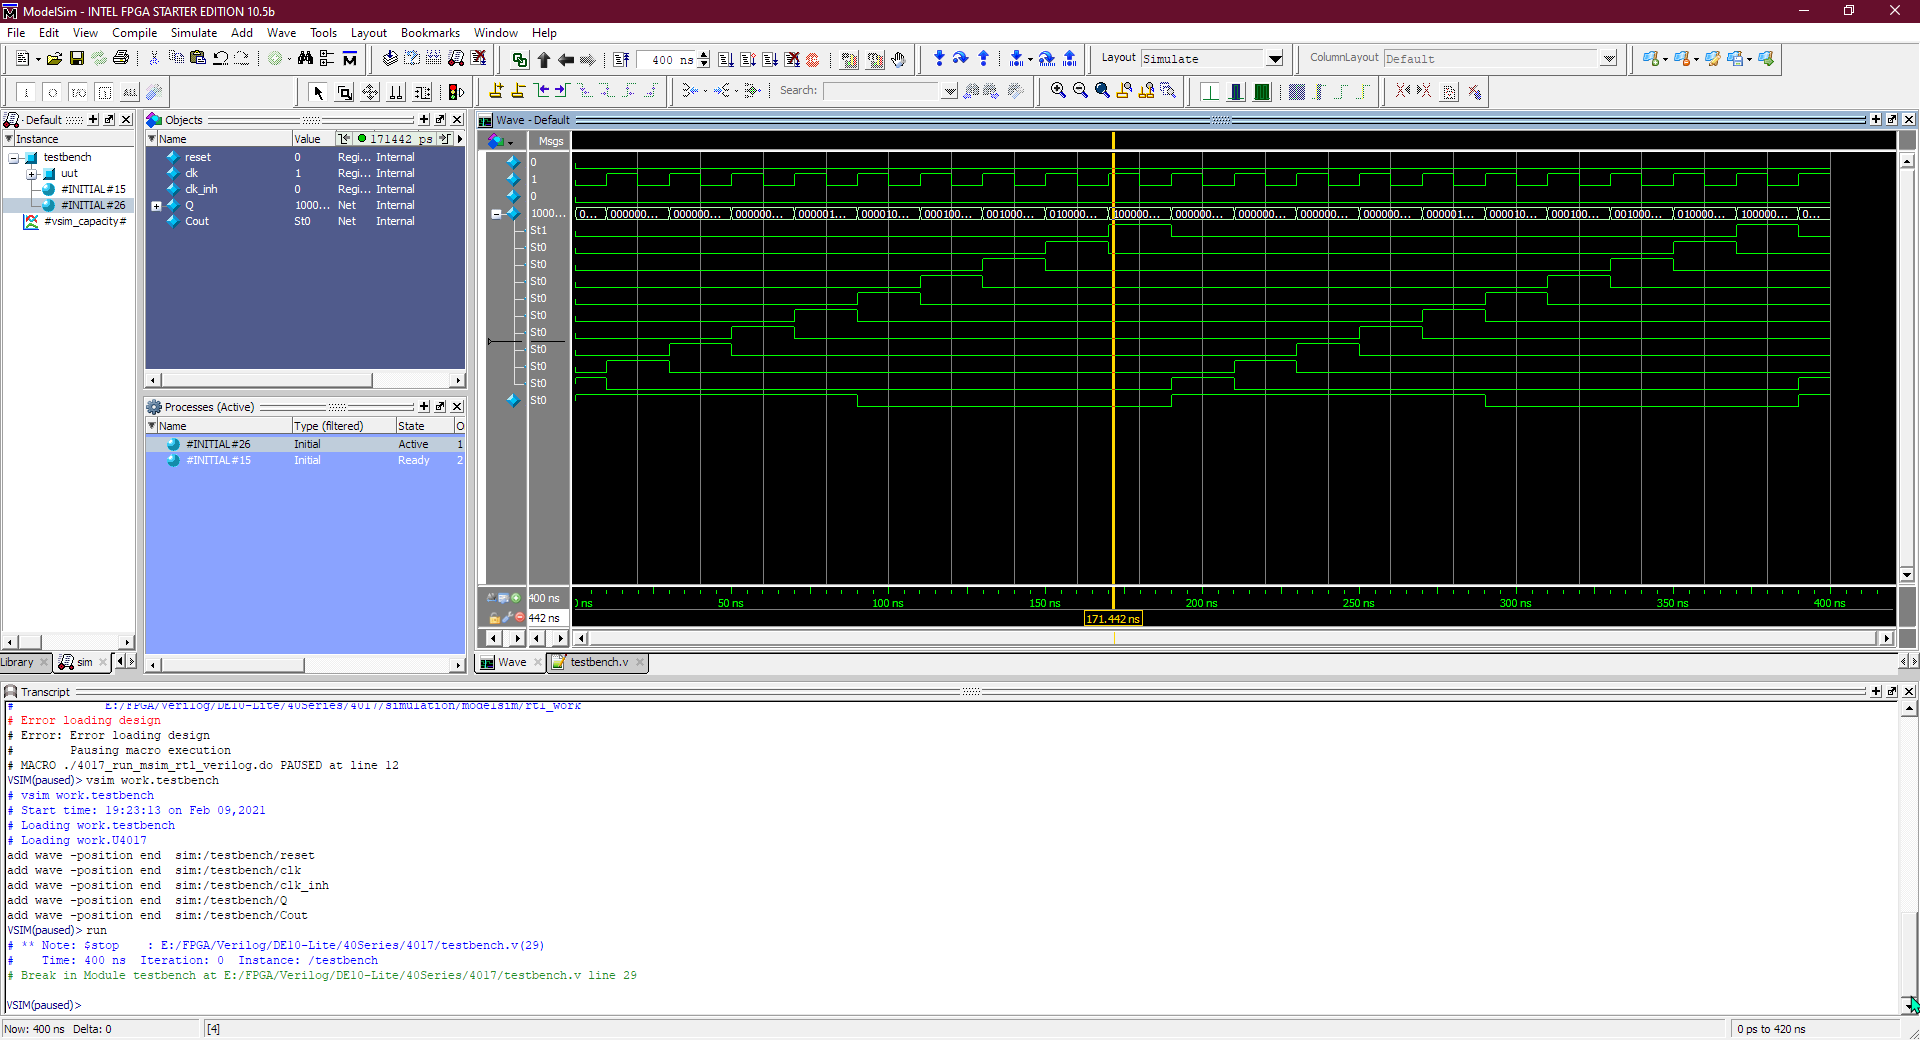 ModelSim - INTEL FPGA STARTER EDITION 10.5b
File Edit View Compile Simulate Add Wave Tools Layout Bookmarks Window Help
400 ns
Layout Simulate
ColumnLayout Default
Search:
Default
Instance
testbench
uut
#INITIAL#15
#INITIAL#26
#vsim_capacity#
Library sim
Objects
Name Value 171442 ps
reset 0 Regi... Internal
clk 1 Regi... Internal
clk_inh 0 Regi... Internal
Q 1000... Net Internal
Cout St0 Net Internal
Processes (Active)
Name Type (filtered) State O
#INITIAL#26 Initial Active 1
#INITIAL#15 Initial Ready 2
Wave - Default
Msgs
0
1
0
1000... 0... 000000... 000000... 000000... 000001... 000010... 000100... 001000... 010000... 100000... 000000... 000000... 000000... 000000... 000001... 000010... 000100... 001000... 010000... 100000... 0...
St1
St0
St0
St0
St0
St0
St0
St0
St0
St0
St0
400 ns
442 ns
ns 50 ns 100 ns 150 ns 200 ns 250 ns 300 ns 350 ns 400 ns
171.442 ns
Wave testbench.v
Transcript
# E:/FPGA/Verilog/DE10-Lite/40Series/4017/simulation/modelsim/rtl_work
# Error loading design
# Error: Error loading design
# Pausing macro execution
# MACRO ./4017_run_msim_rtl_verilog.do PAUSED at line 12
VSIM(paused)> vsim work.testbench
# vsim work.testbench
# Start time: 19:23:13 on Feb 09,2021
# Loading work.testbench
# Loading work.U4017
add wave -position end sim:/testbench/reset
add wave -position end sim:/testbench/clk
add wave -position end sim:/testbench/clk_inh
add wave -position end sim:/testbench/Q
add wave -position end sim:/testbench/Cout
VSIM(paused)> run
# ** Note: $stop : E:/FPGA/Verilog/DE10-Lite/40Series/4017/testbench.v(29)
# Time: 400 ns Iteration: 0 Instance: /testbench
# Break in Module testbench at E:/FPGA/Verilog/DE10-Lite/40Series/4017/testbench.v line 29
VSIM(paused)>
Now: 400 ns Delta: 0
[4]
0 ps to 420 ns